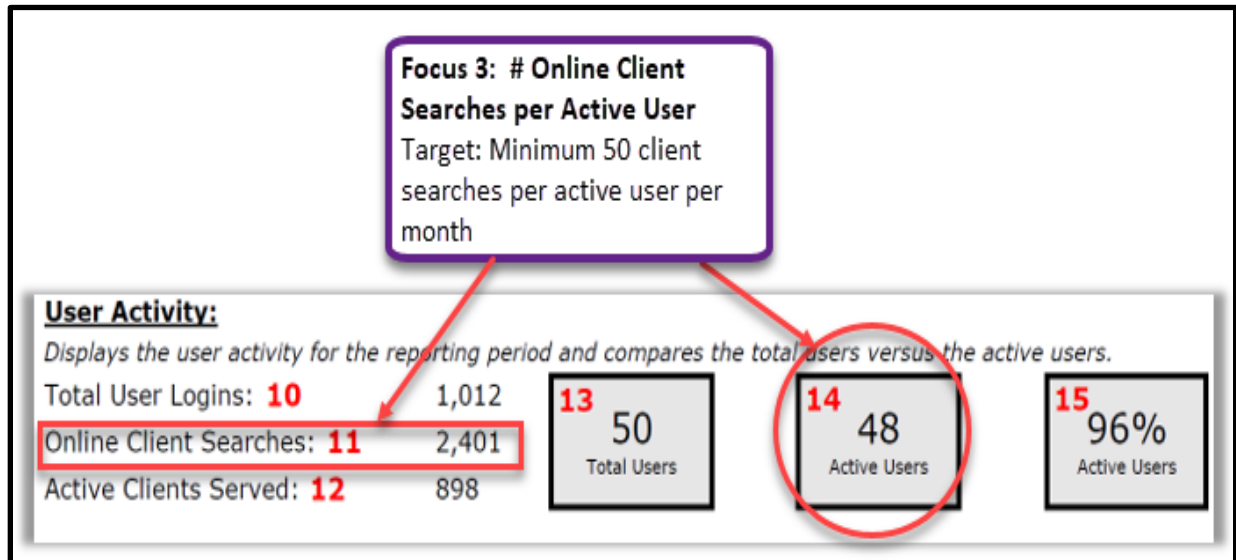 Focus 3:  # Online Client
Searches per Active User
Target: Minimum 50 client
searches per active user per
month
User Activity:
Displays the user activity for the reporting period and compares the total users versus the active users.
Total User Logins: 10 1,012
Online Client Searches: 11 2,401
Active Clients Served: 12 898
13
50
Total Users
14
48
Active Users
15
96%
Active Users